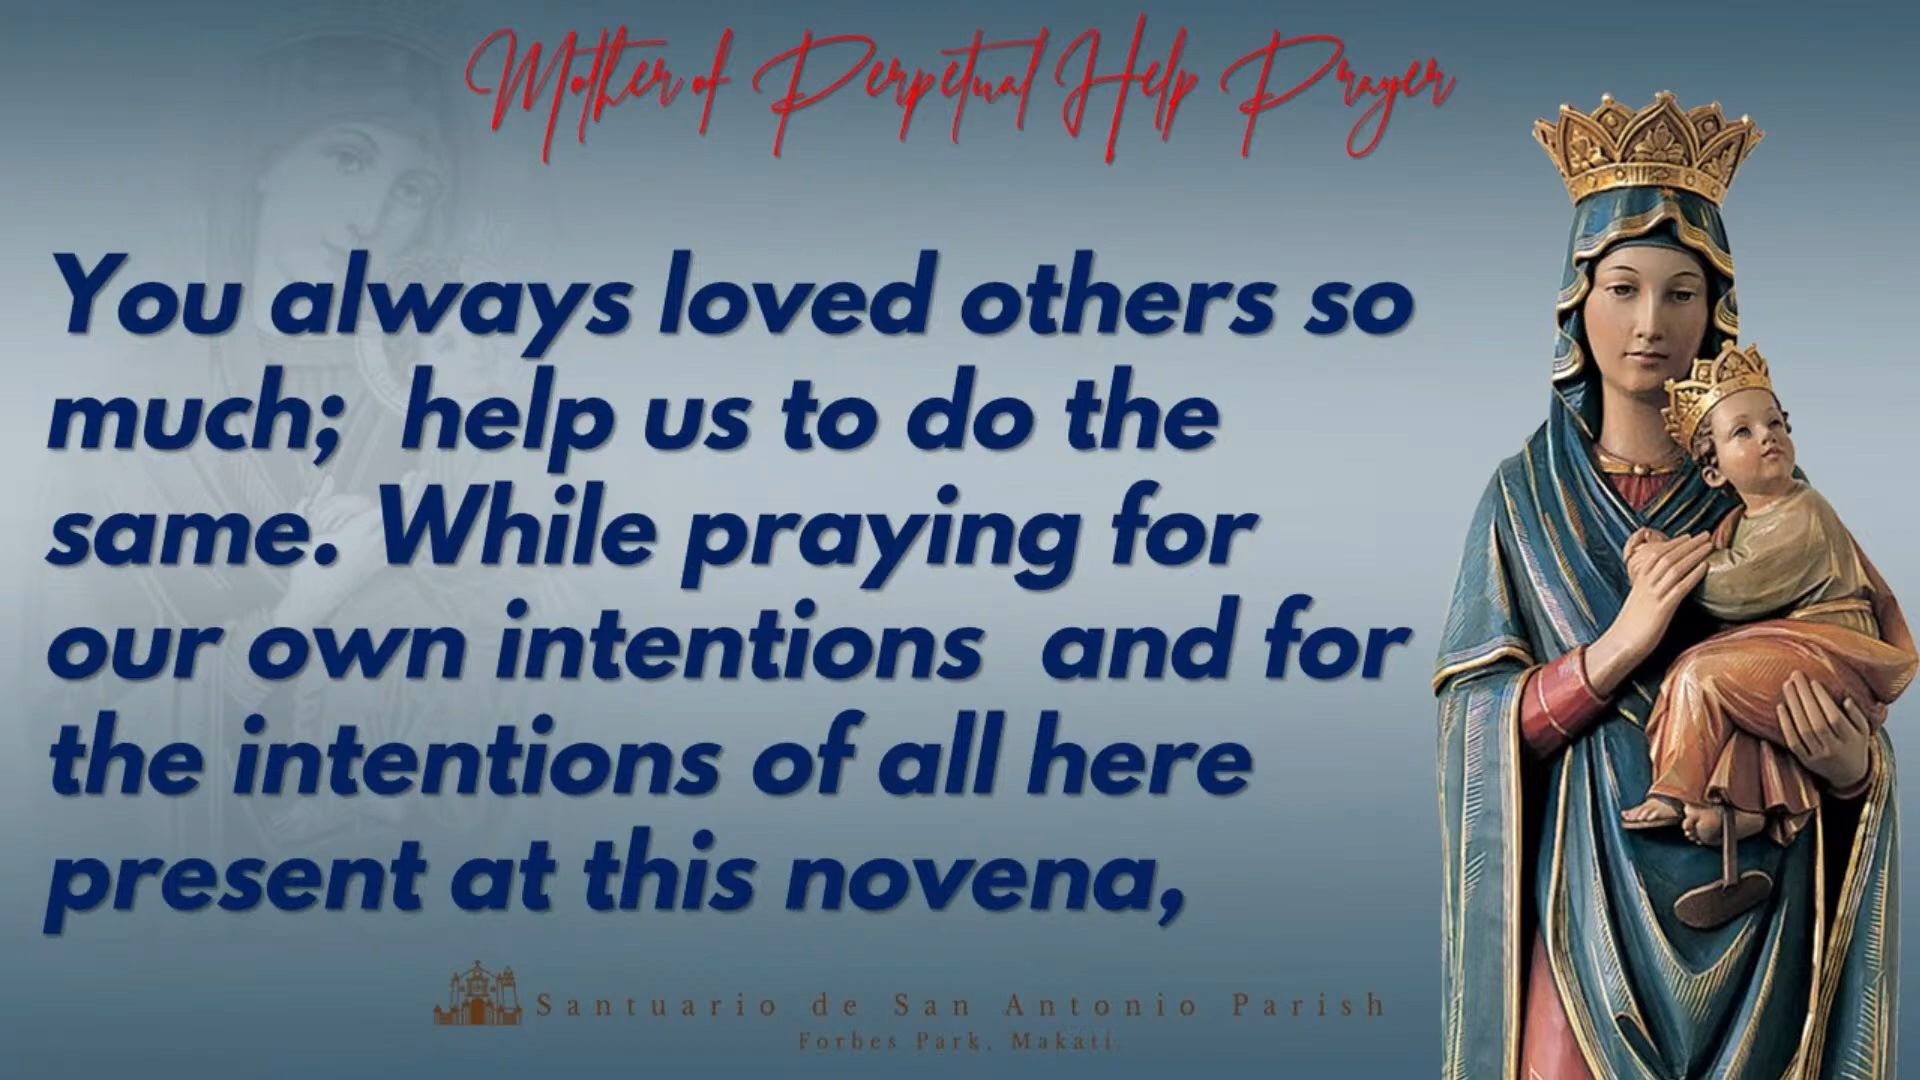 Mother of Perpetual Help Prayer
You always loved others so
much;  help us to do the
same. While praying for
our own intentions  and for
the intentions of all here
present at this novena,
Santuario de San Antonio Parish
Forbes Park, Makati.